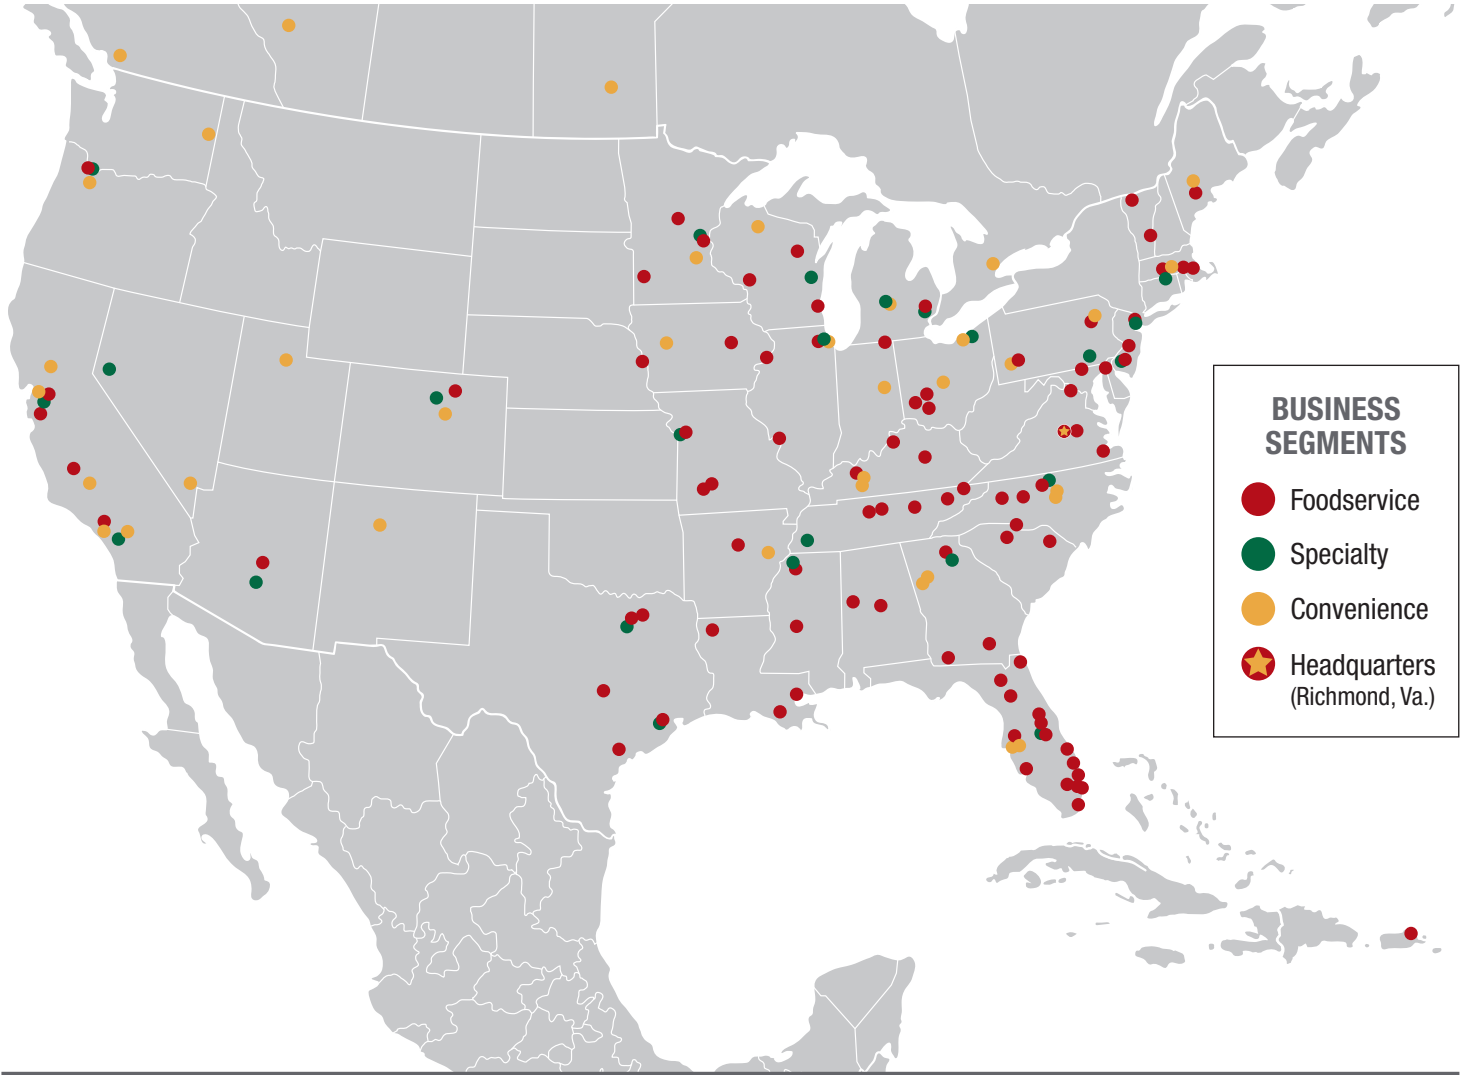 BUSINESS
SEGMENTS
Foodservice
Specialty
Convenience
Headquarters
(Richmond, Va.)